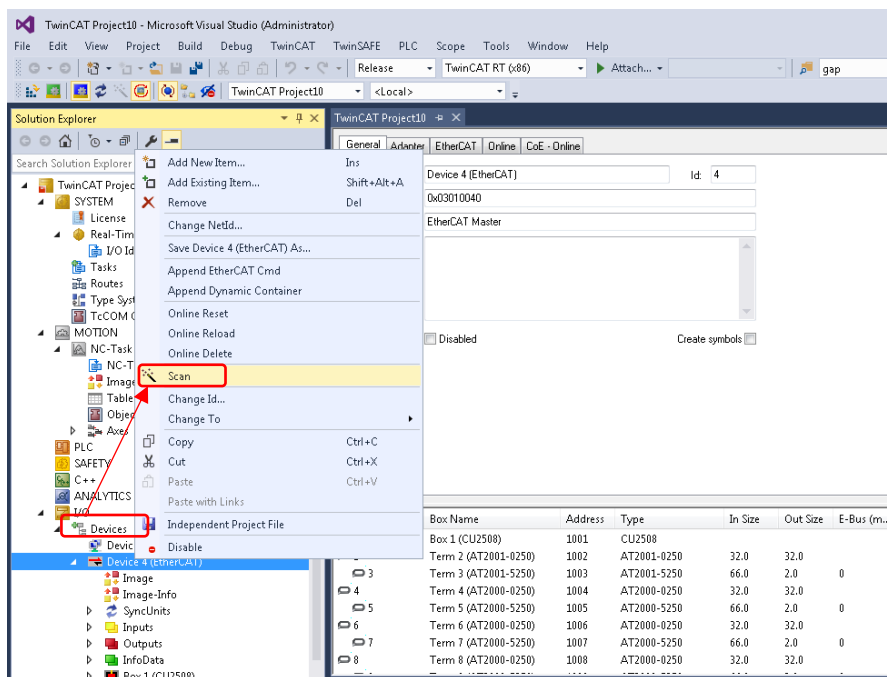 TwinCAT Project10 - Microsoft Visual Studio (Administrator)
File Edit View Project Build Debug TwinCAT TwinSAFE PLC Scope Tools Window Help
Release TwinCAT RT (x86) Attach... gap
TwinCAT Project10 <Local>
Solution Explorer
Search Solution Explorer
TwinCAT Projec
SYSTEM
License
Real-Tim
I/O Id
Tasks
Routes
Type Syst
TcCOM
MOTION
NC-Task
NC-T
Image
Table
Objec
Axes
PLC
SAFETY
C++
ANALYTICS
I/O
Devices
Devic
Device 4 (EtherCAT)
Image
Image-Info
SyncUnits
Inputs
Outputs
InfoData
Box 1 (CU2508)
Add New Item... Ins
Add Existing Item... Shift+Alt+A
Remove Del
Change NetId...
Save Device 4 (EtherCAT) As...
Append EtherCAT Cmd
Append Dynamic Container
Online Reset
Online Reload
Online Delete
Scan
Change Id...
Change To
Copy Ctrl+C
Cut Ctrl+X
Paste Ctrl+V
Paste with Links
Independent Project File
Disable
TwinCAT Project10
General Adapter EtherCAT Online CoE - Online
Device 4 (EtherCAT) Id: 4
0x03010040
EtherCAT Master
Disabled Create symbols
Box Name Address Type In Size Out Size E-Bus (m...
Box 1 (CU2508) 1001 CU2508
Term 2 (AT2001-0250) 1002 AT2001-0250 32.0 32.0
3 Term 3 (AT2001-5250) 1003 AT2001-5250 66.0 2.0 0
4 Term 4 (AT2000-0250) 1004 AT2000-0250 32.0 32.0
5 Term 5 (AT2000-5250) 1005 AT2000-5250 66.0 2.0 0
6 Term 6 (AT2000-0250) 1006 AT2000-0250 32.0 32.0
7 Term 7 (AT2000-5250) 1007 AT2000-5250 66.0 2.0 0
8 Term 8 (AT2000-0250) 1008 AT2000-0250 32.0 32.0